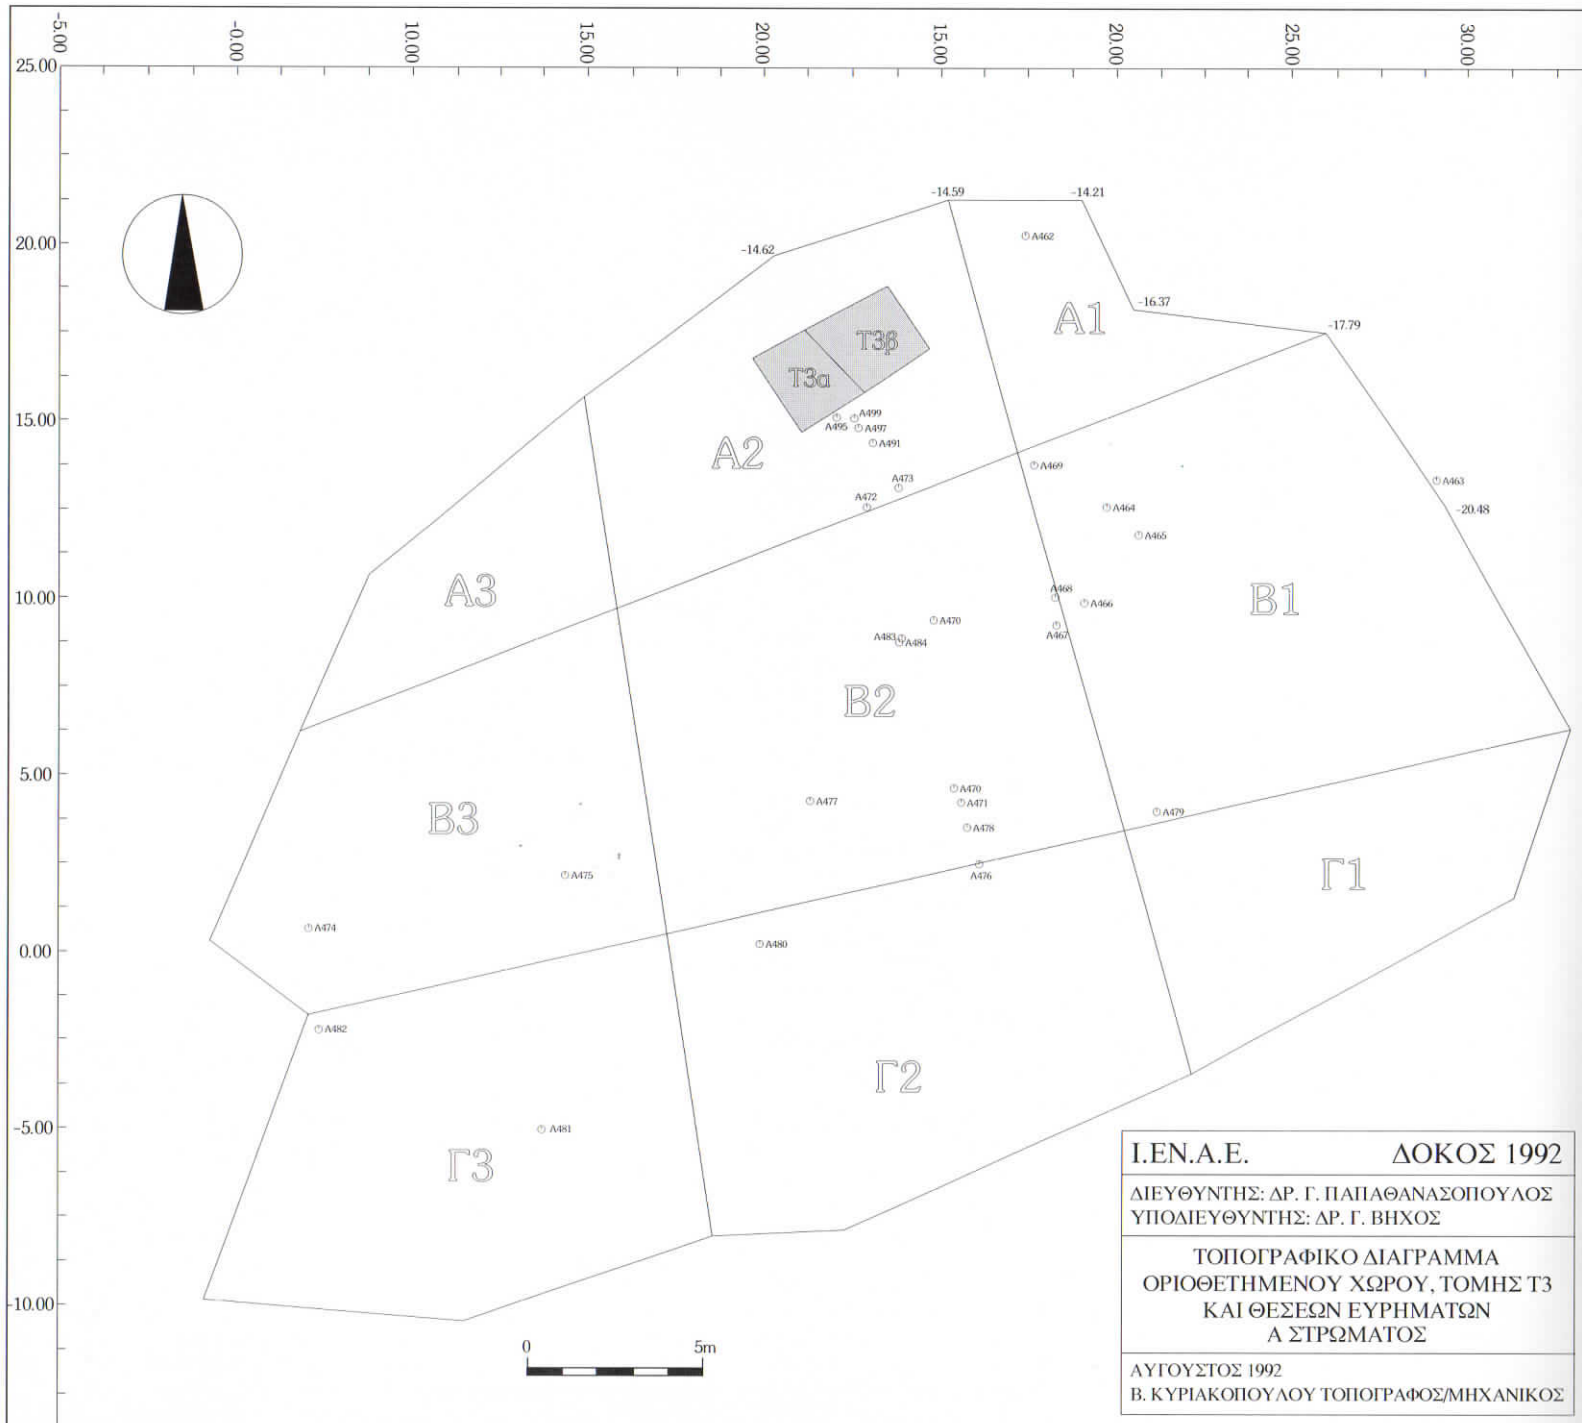 -5.00
-0.00
10.00
15.00
20.00
15.00
20.00
25.00
30.00
25.00
20.00
15.00
10.00
5.00
0.00
-5.00
-10.00
-14.59
-14.21
-14.62
-16.37
-17.79
-20.48
A462
A1
T3β
T3α
A499
A495
A497
A491
A2
A473
A472
A469
A463
A464
A465
A3
A468
A466
A467
B1
A470
A483
A484
B2
A470
A471
A477
A478
A479
A476
B3
A475
A474
Γ1
A480
A482
Γ2
A481
Γ3
0 5m
Ι.ΕΝ.Α.Ε. ΔΟΚΟΣ 1992
ΔΙΕΥΘΥΝΤΗΣ: ΔΡ. Γ. ΠΑΠΑΘΑΝΑΣΟΠΟΥΛΟΣ
ΥΠΟΔΙΕΥΘΥΝΤΗΣ: ΔΡ. Γ. ΒΗΧΟΣ
ΤΟΠΟΓΡΑΦΙΚΟ ΔΙΑΓΡΑΜΜΑ
ΟΡΙΟΘΕΤΗΜΕΝΟΥ ΧΩΡΟΥ, ΤΟΜΗΣ Τ3
ΚΑΙ ΘΕΣΕΩΝ ΕΥΡΗΜΑΤΩΝ
Α ΣΤΡΩΜΑΤΟΣ
ΑΥΓΟΥΣΤΟΣ 1992
Β. ΚΥΡΙΑΚΟΠΟΥΛΟΥ ΤΟΠΟΓΡΑΦΟΣ/ΜΗΧΑΝΙΚΟΣ